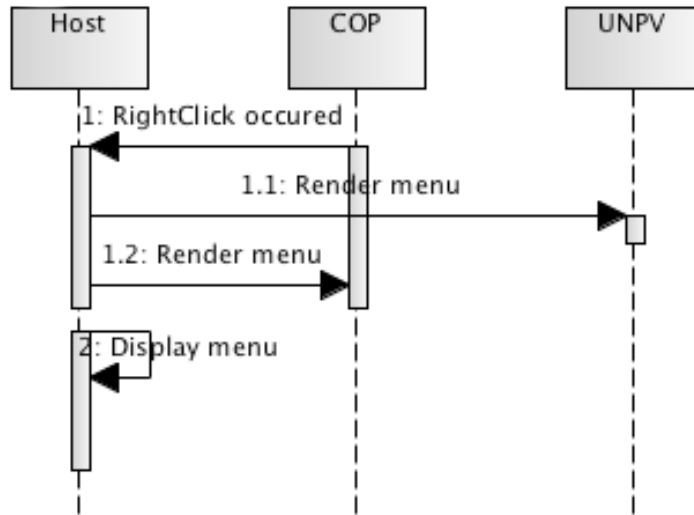 Host
COP
UNPV
1: RightClick occured
1.1: Render menu
1.2: Render menu
2: Display menu